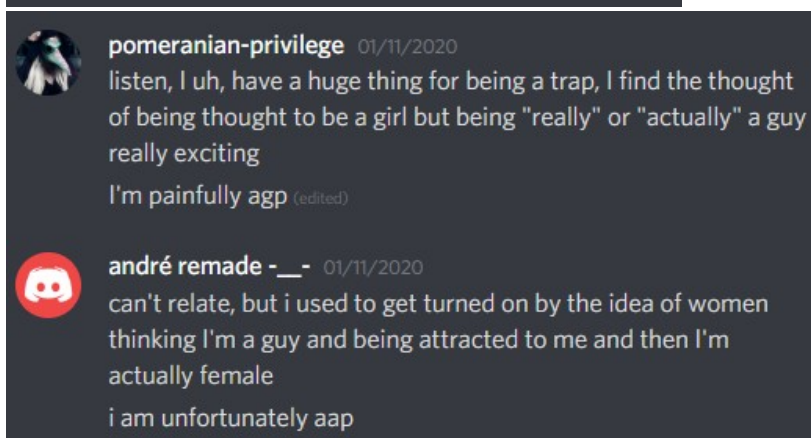 pomeranian-privilege 01/11/2020
listen, I uh, have a huge thing for being a trap, I find the thought
of being thought to be a girl but being "really" or "actually" a guy
really exciting
I'm painfully agp (edited)
andré remade -__- 01/11/2020
can't relate, but i used to get turned on by the idea of women
thinking I'm a guy and being attracted to me and then I'm
actually female
i am unfortunately aap